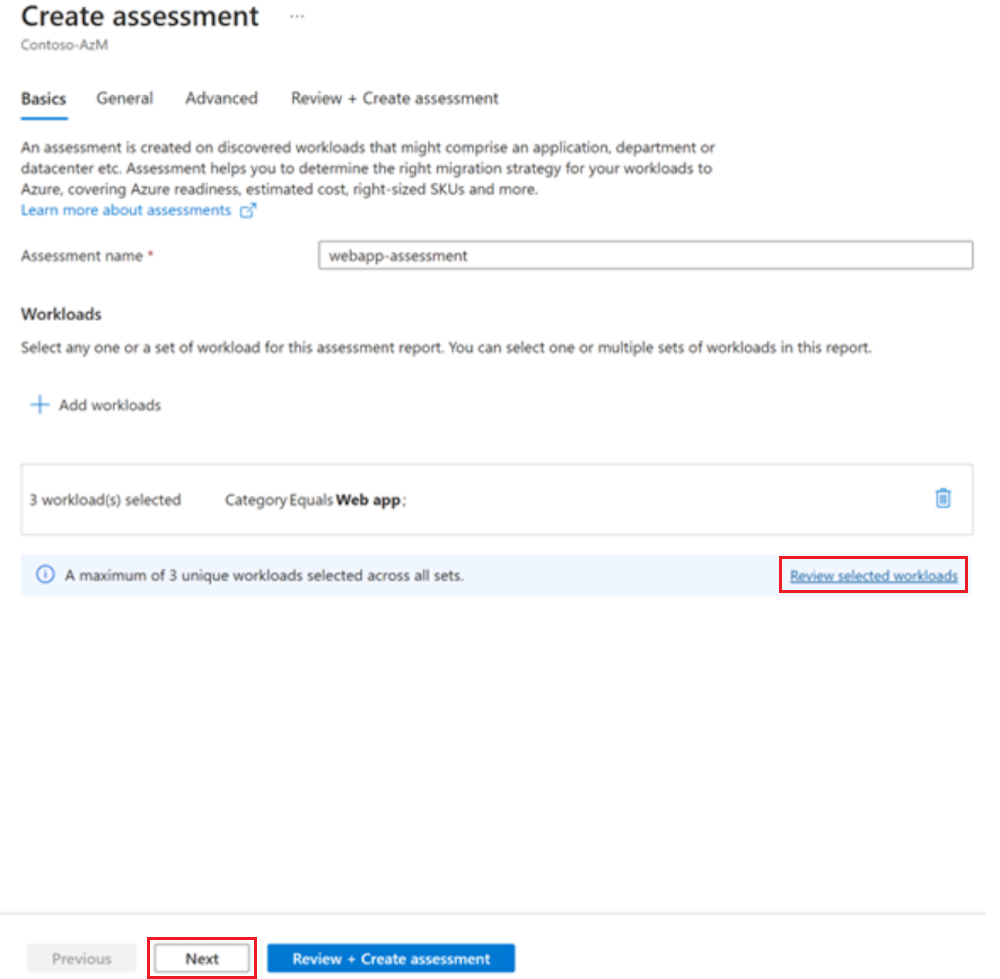 Create assessment ...
Contoso-AzM
Basics General Advanced Review + Create assessment
An assessment is created on discovered workloads that might comprise an application, department or
datacenter etc. Assessment helps you to determine the right migration strategy for your workloads to
Azure, covering Azure readiness, estimated cost, right-sized SKUs and more.
Learn more about assessments
Assessment name * webapp-assessment
Workloads
Select any one or a set of workload for this assessment report. You can select one or multiple sets of workloads in this report.
Add workloads
3 workload(s) selected Category Equals Web app;
A maximum of 3 unique workloads selected across all sets. Review selected workloads
Previous Next Review + Create assessment